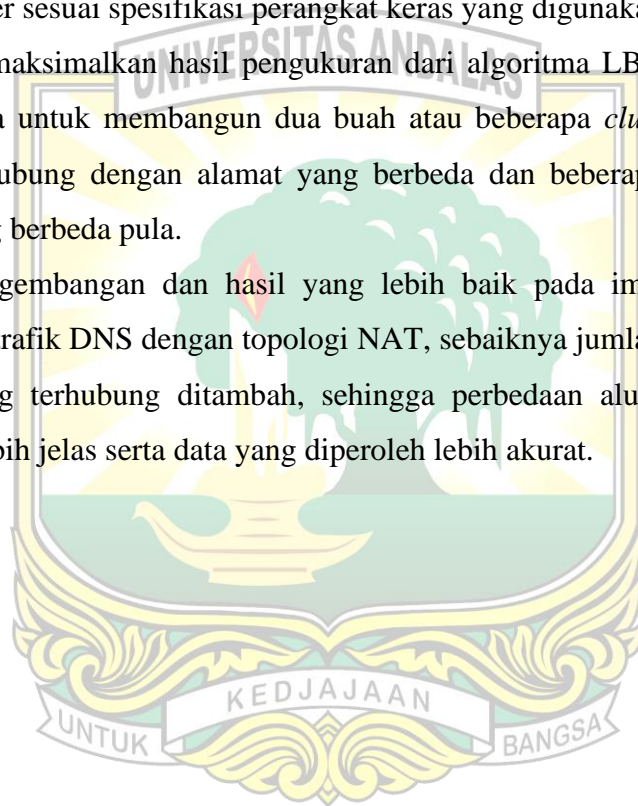 er sesuai spesifikasi perangkat keras yang digunaka
maksimalkan hasil pengukuran dari algoritma LB
a untuk membangun dua buah atau beberapa clu
ubung dengan alamat yang berbeda dan beberap
g berbeda pula.
gembangan dan hasil yang lebih baik pada im
rafik DNS dengan topologi NAT, sebaiknya jumla
g terhubung ditambah, sehingga perbedaan alu
bih jelas serta data yang diperoleh lebih akurat.
UNIVERSITAS ANDALAS
UNTUK KEDJAJAAN BANGSA